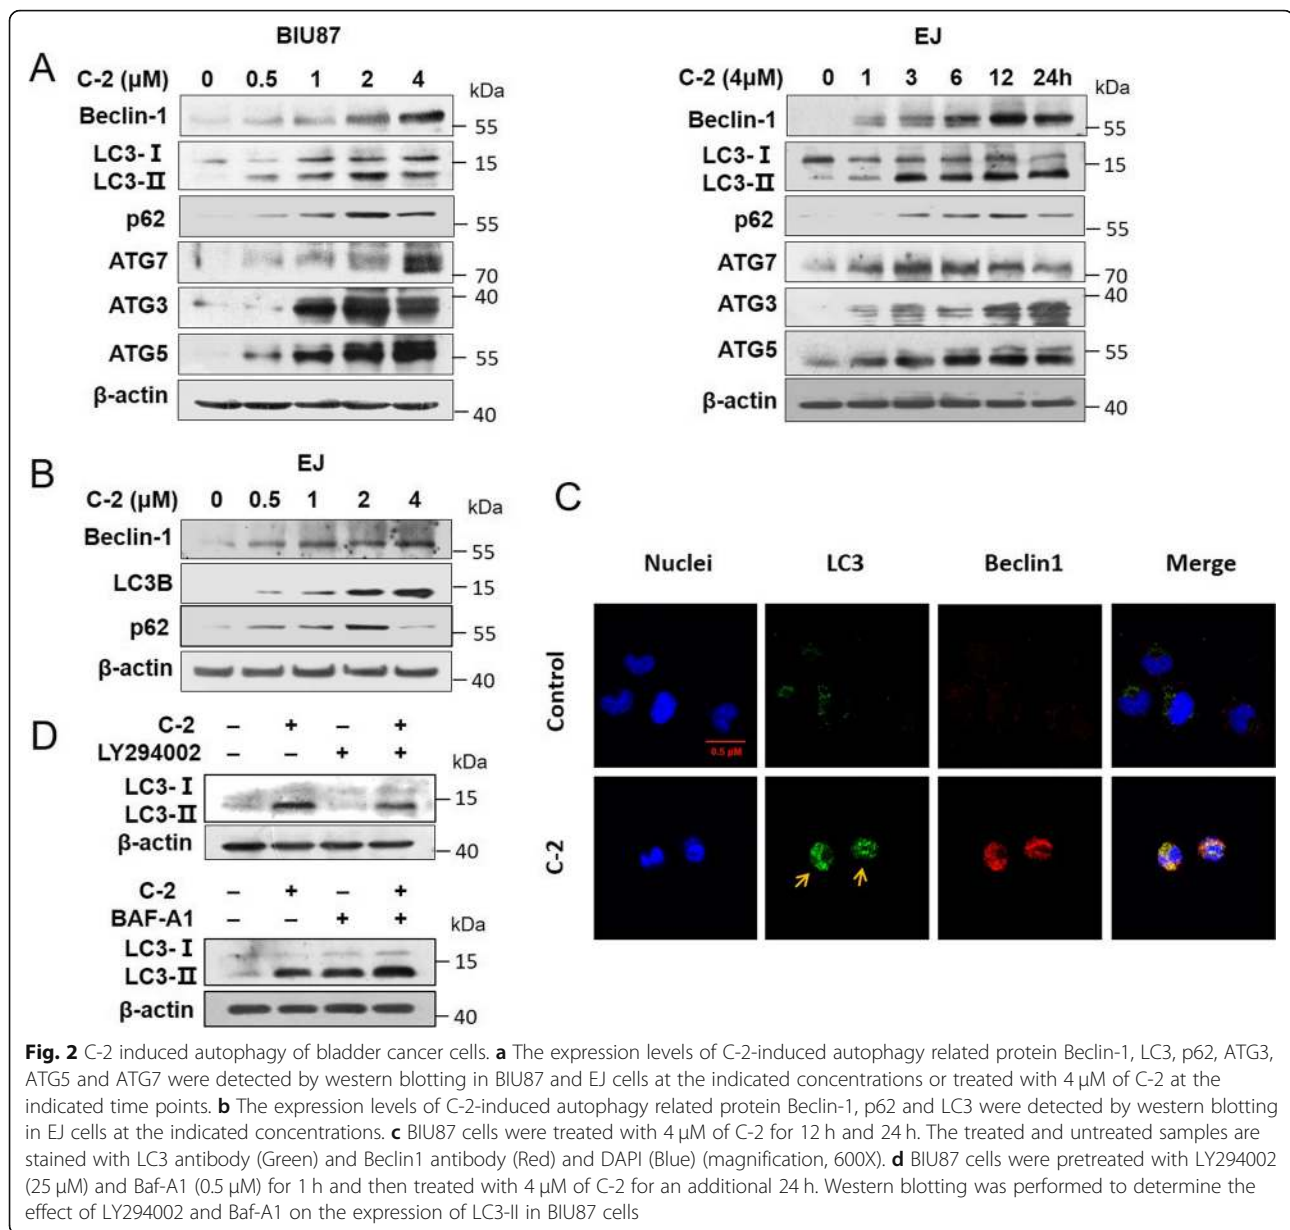 A
BIU87
C-2 (μM) 0 0.5 1 2 4
kDa
Beclin-1
55
LC3-Ⅰ
15
LC3-Ⅱ
p62
55
ATG7
70
ATG3
40
ATG5
55
β-actin
40
EJ
C-2 (4μM) 0 1 3 6 12 24h
kDa
Beclin-1
55
LC3-Ⅰ
15
LC3-Ⅱ
p62
55
ATG7
70
ATG3
40
ATG5
55
β-actin
40
B
EJ
C-2 (μM) 0 0.5 1 2 4
kDa
Beclin-1
55
LC3B
15
p62
55
β-actin
40
C
Nuclei LC3 Beclin1 Merge
Control
0.5 μM
C-2
D
C-2 – + – +
LY294002 – – + +
kDa
LC3-Ⅰ
15
LC3-Ⅱ
β-actin
40
C-2 – + – +
BAF-A1 – – + +
kDa
LC3-Ⅰ
15
LC3-Ⅱ
β-actin
40
Fig. 2 C-2 induced autophagy of bladder cancer cells. a The expression levels of C-2-induced autophagy related protein Beclin-1, LC3, p62, ATG3,
ATG5 and ATG7 were detected by western blotting in BIU87 and EJ cells at the indicated concentrations or treated with 4 μM of C-2 at the
indicated time points. b The expression levels of C-2-induced autophagy related protein Beclin-1, p62 and LC3 were detected by western blotting
in EJ cells at the indicated concentrations. c BIU87 cells were treated with 4 μM of C-2 for 12 h and 24 h. The treated and untreated samples are
stained with LC3 antibody (Green) and Beclin1 antibody (Red) and DAPI (Blue) (magnification, 600X). d BIU87 cells were pretreated with LY294002
(25 μM) and Baf-A1 (0.5 μM) for 1 h and then treated with 4 μM of C-2 for an additional 24 h. Western blotting was performed to determine the
effect of LY294002 and Baf-A1 on the expression of LC3-II in BIU87 cells